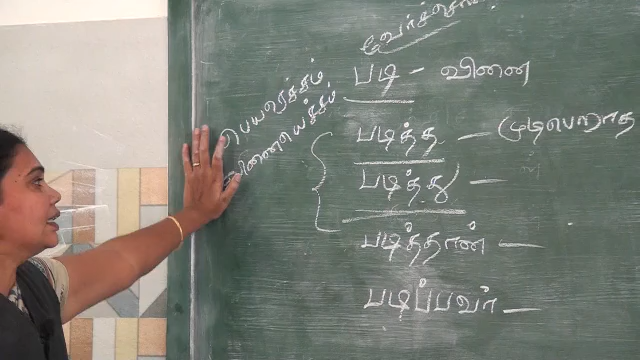 வேர்ச்சொல்
படி – வினை
பெயரெச்சம்
வினையெச்சம்
படித்த – முடிபெறாத
படித்து –
படித்தான் –
படிப்பவர் –